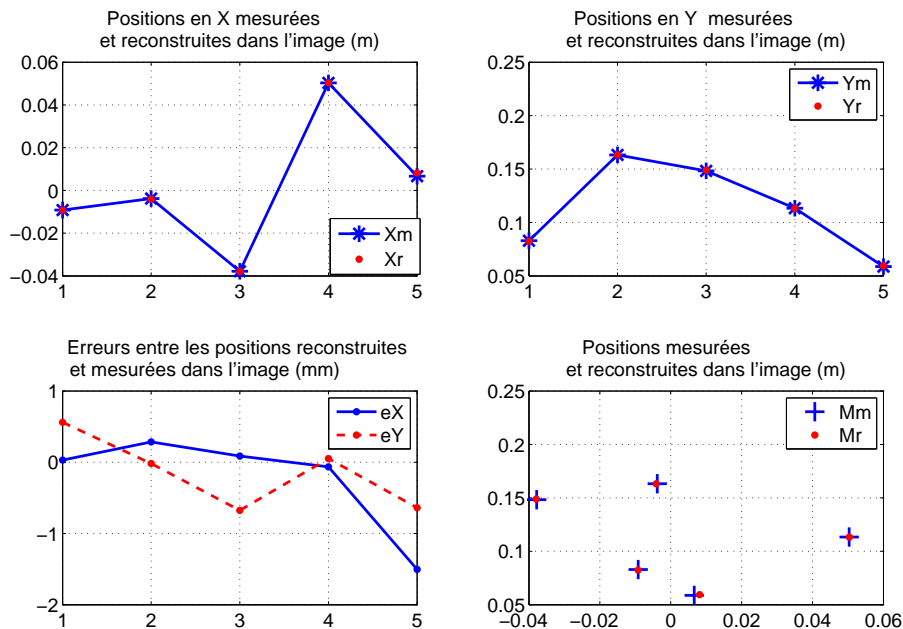 Positions en X mesurées
et reconstruites dans l'image (m)
0.06
0.04
0.02
0
−0.02
−0.04
1 2 3 4 5
Xm
Xr
Positions en Y mesurées
et reconstruites dans l'image (m)
0.25
0.2
0.15
0.1
0.05
1 2 3 4 5
Ym
Yr
Erreurs entre les positions reconstruites
et mesurées dans l'image (mm)
1
0
−1
−2
1 2 3 4 5
eX
eY
Positions mesurées
et reconstruites dans l'image (m)
0.25
0.2
0.15
0.1
0.05
−0.04 −0.02 0 0.02 0.04 0.06
Mm
Mr